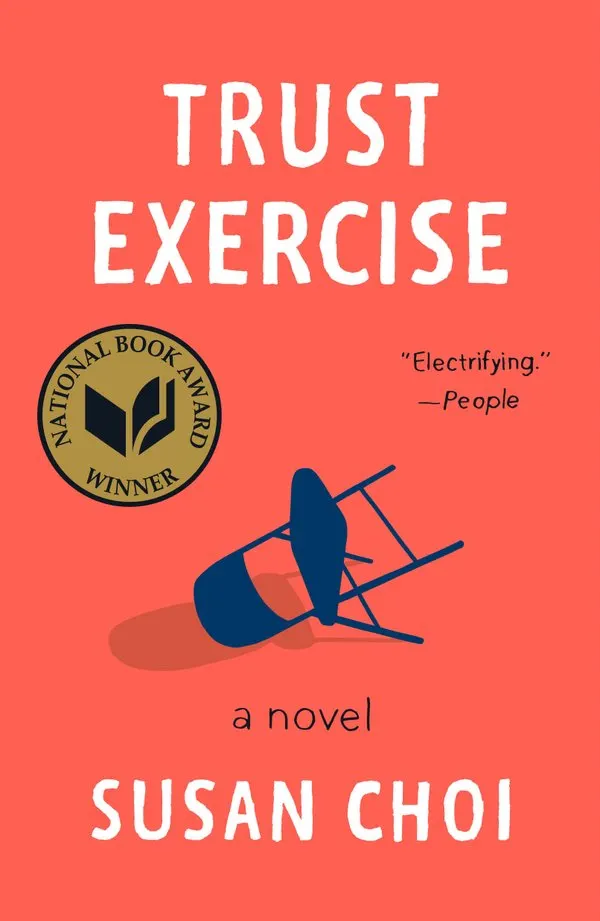 TRUST
EXERCISE
NATIONAL BOOK AWARD
WINNER
“Electrifying.”
—People
a novel
SUSAN CHOI